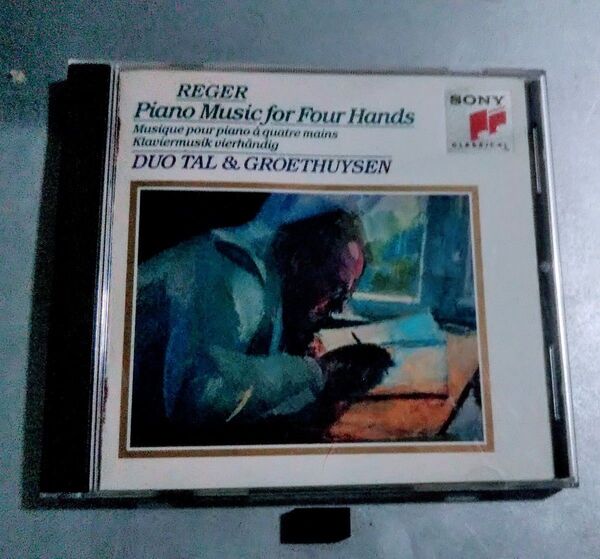 REGER
Piano Music for Four Hands
Musique pour piano à quatre mains
Klaviermusik vierhändig
DUO TAL & GROETHUYSEN
SONY
CLASSICAL